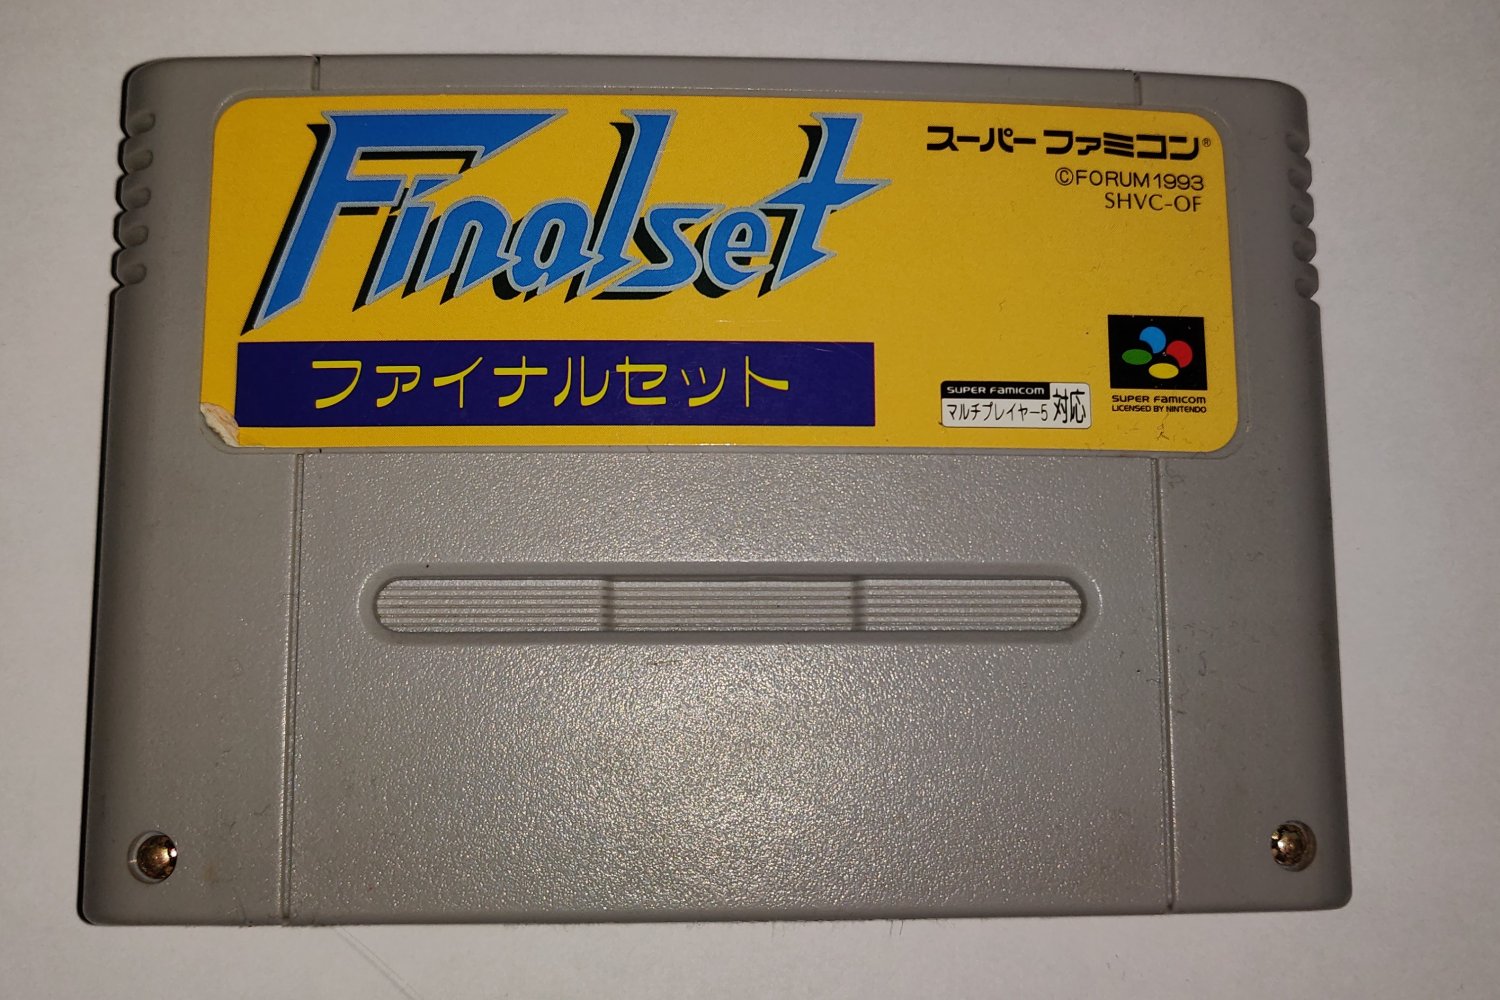 Finalset
スーパーファミコン®
©FORUM1993
SHVC-OF
ファイナルセット
SUPER FAMICOM
マルチプレイヤー5 対応
SUPER FAMICOM
LICENSED BY NINTENDO